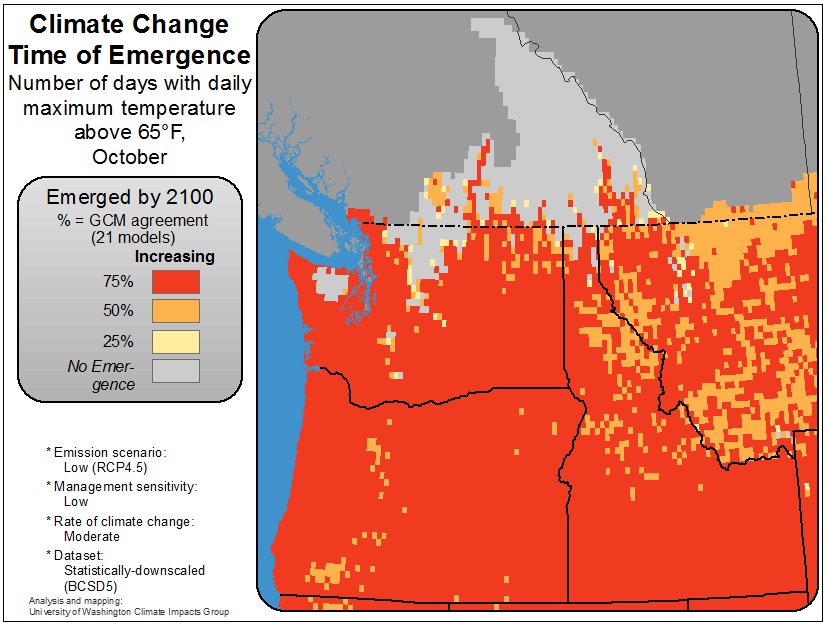 Climate Change
Time of Emergence
Number of days with daily
maximum temperature
above 65°F,
October
Emerged by 2100
% = GCM agreement
(21 models)
Increasing
75%
50%
25%
No Emer-
gence
* Emission scenario:
Low (RCP4.5)
* Management sensitivity:
Low
* Rate of climate change:
Moderate
* Dataset:
Statistically-downscaled
(BCSD5)
Analysis and mapping:
University of Washington Climate Impacts Group